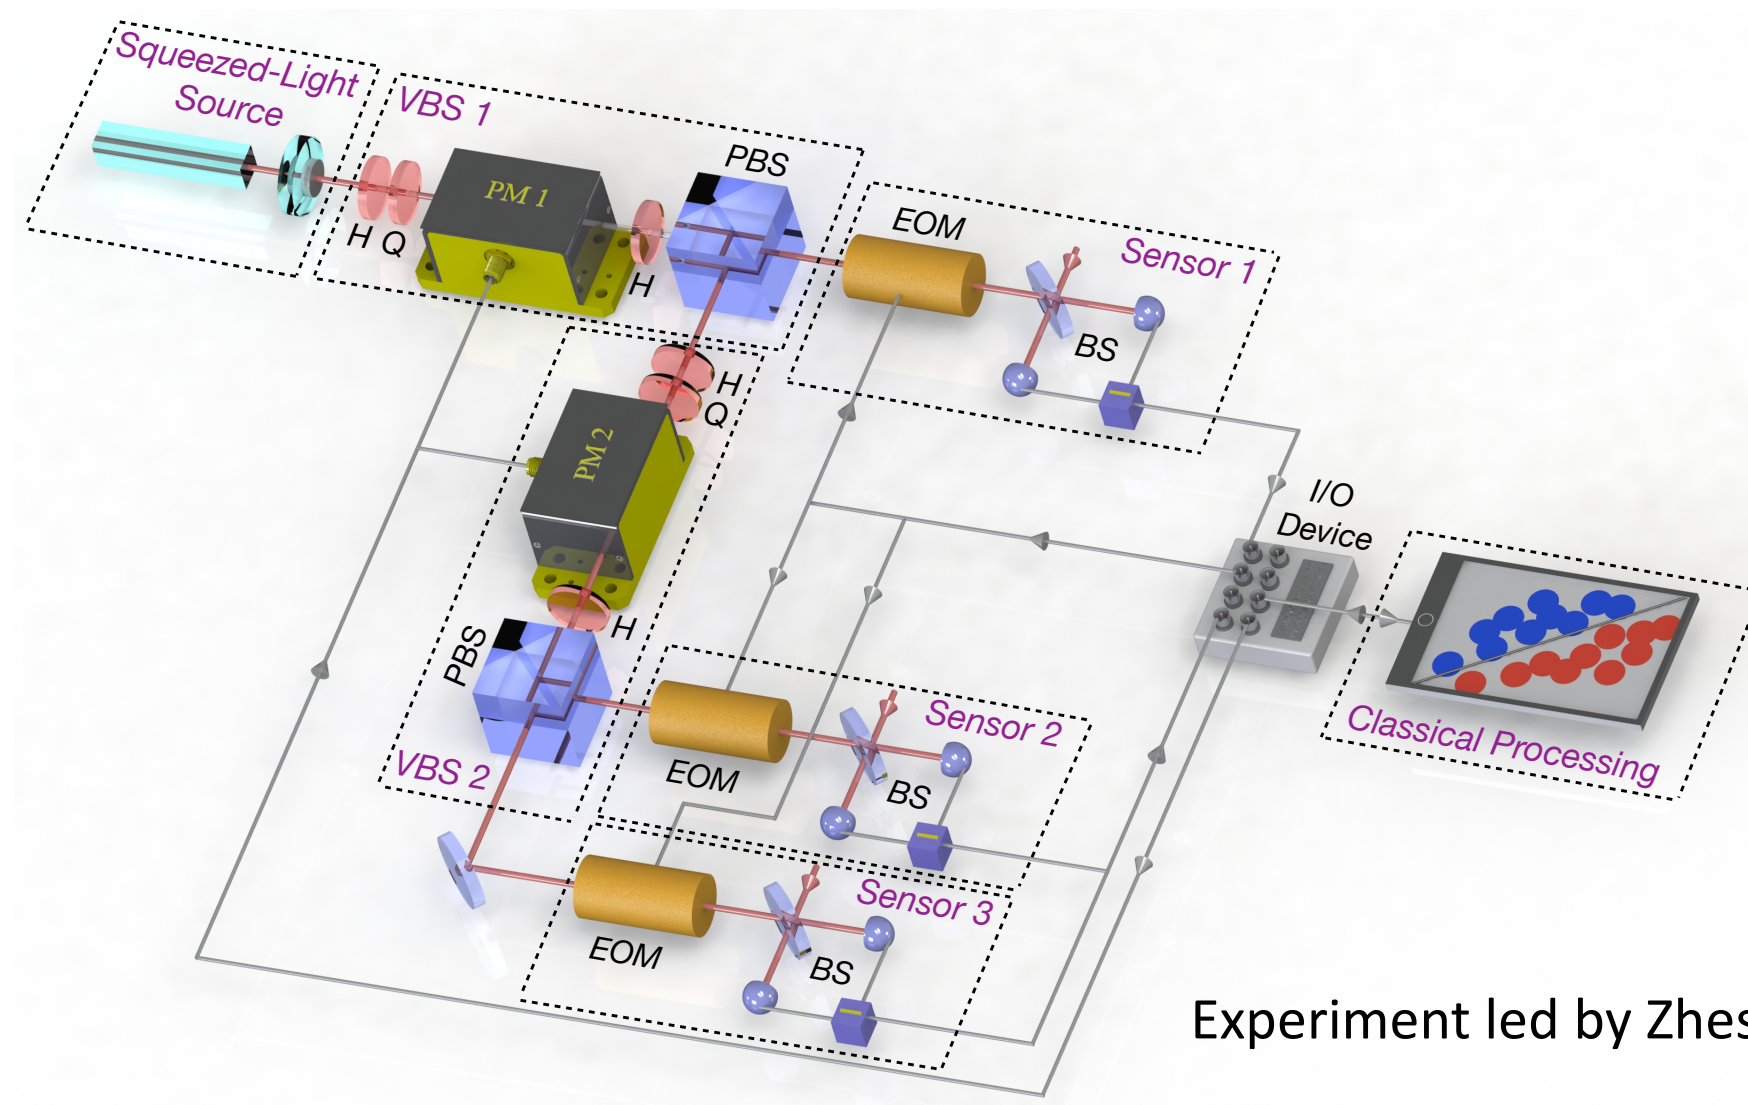 Squeezed-Light
Source
VBS 1
PBS
PM 1
H Q
H
EOM
Sensor 1
BS
H
Q
PM 2
H
PBS
VBS 2
I/O
Device
Classical Processing
EOM
Sensor 2
BS
EOM
Sensor 3
BS
Experiment led by Zhes